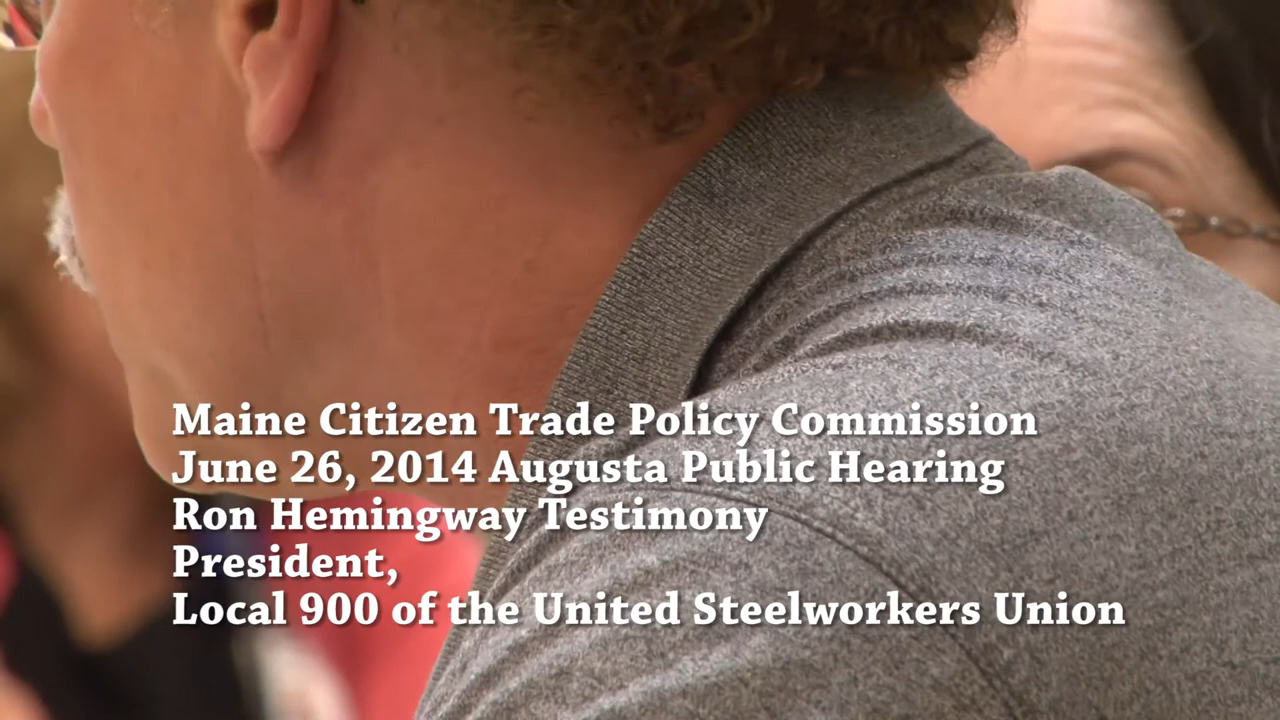 Maine Citizen Trade Policy Commission
June 26, 2014 Augusta Public Hearing
Ron Hemingway Testimony
President,
Local 900 of the United Steelworkers Union